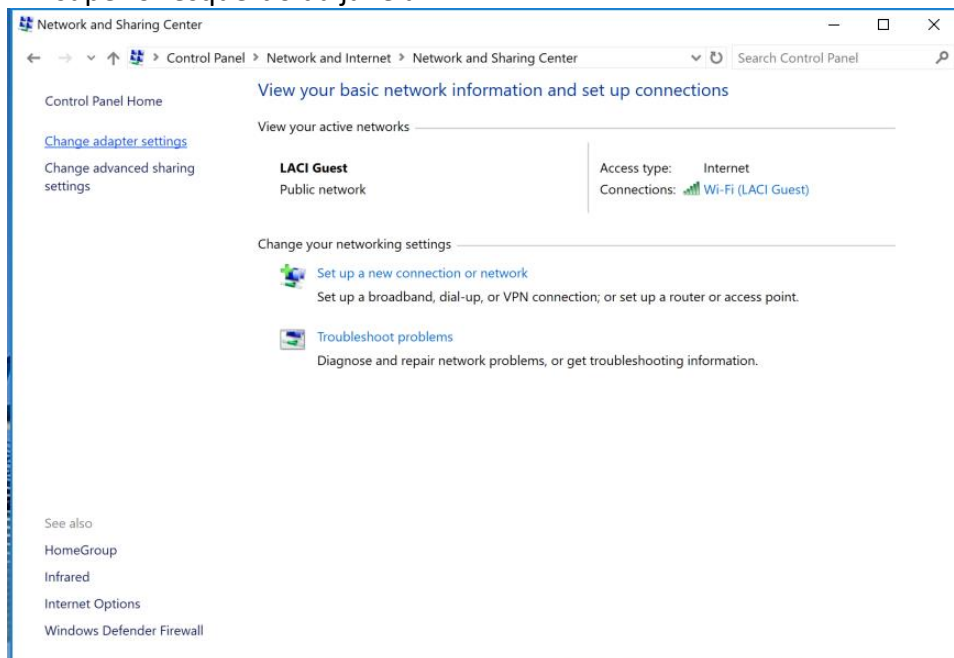 Network and Sharing Center
Control Panel > Network and Internet > Network and Sharing Center
Search Control Panel
Control Panel Home
Change adapter settings
Change advanced sharing
settings
View your basic network information and set up connections
View your active networks
LACI Guest
Public network
Access type: Internet
Connections: Wi-Fi (LACI Guest)
Change your networking settings
Set up a new connection or network
Set up a broadband, dial-up, or VPN connection; or set up a router or access point.
Troubleshoot problems
Diagnose and repair network problems, or get troubleshooting information.
See also
HomeGroup
Infrared
Internet Options
Windows Defender Firewall